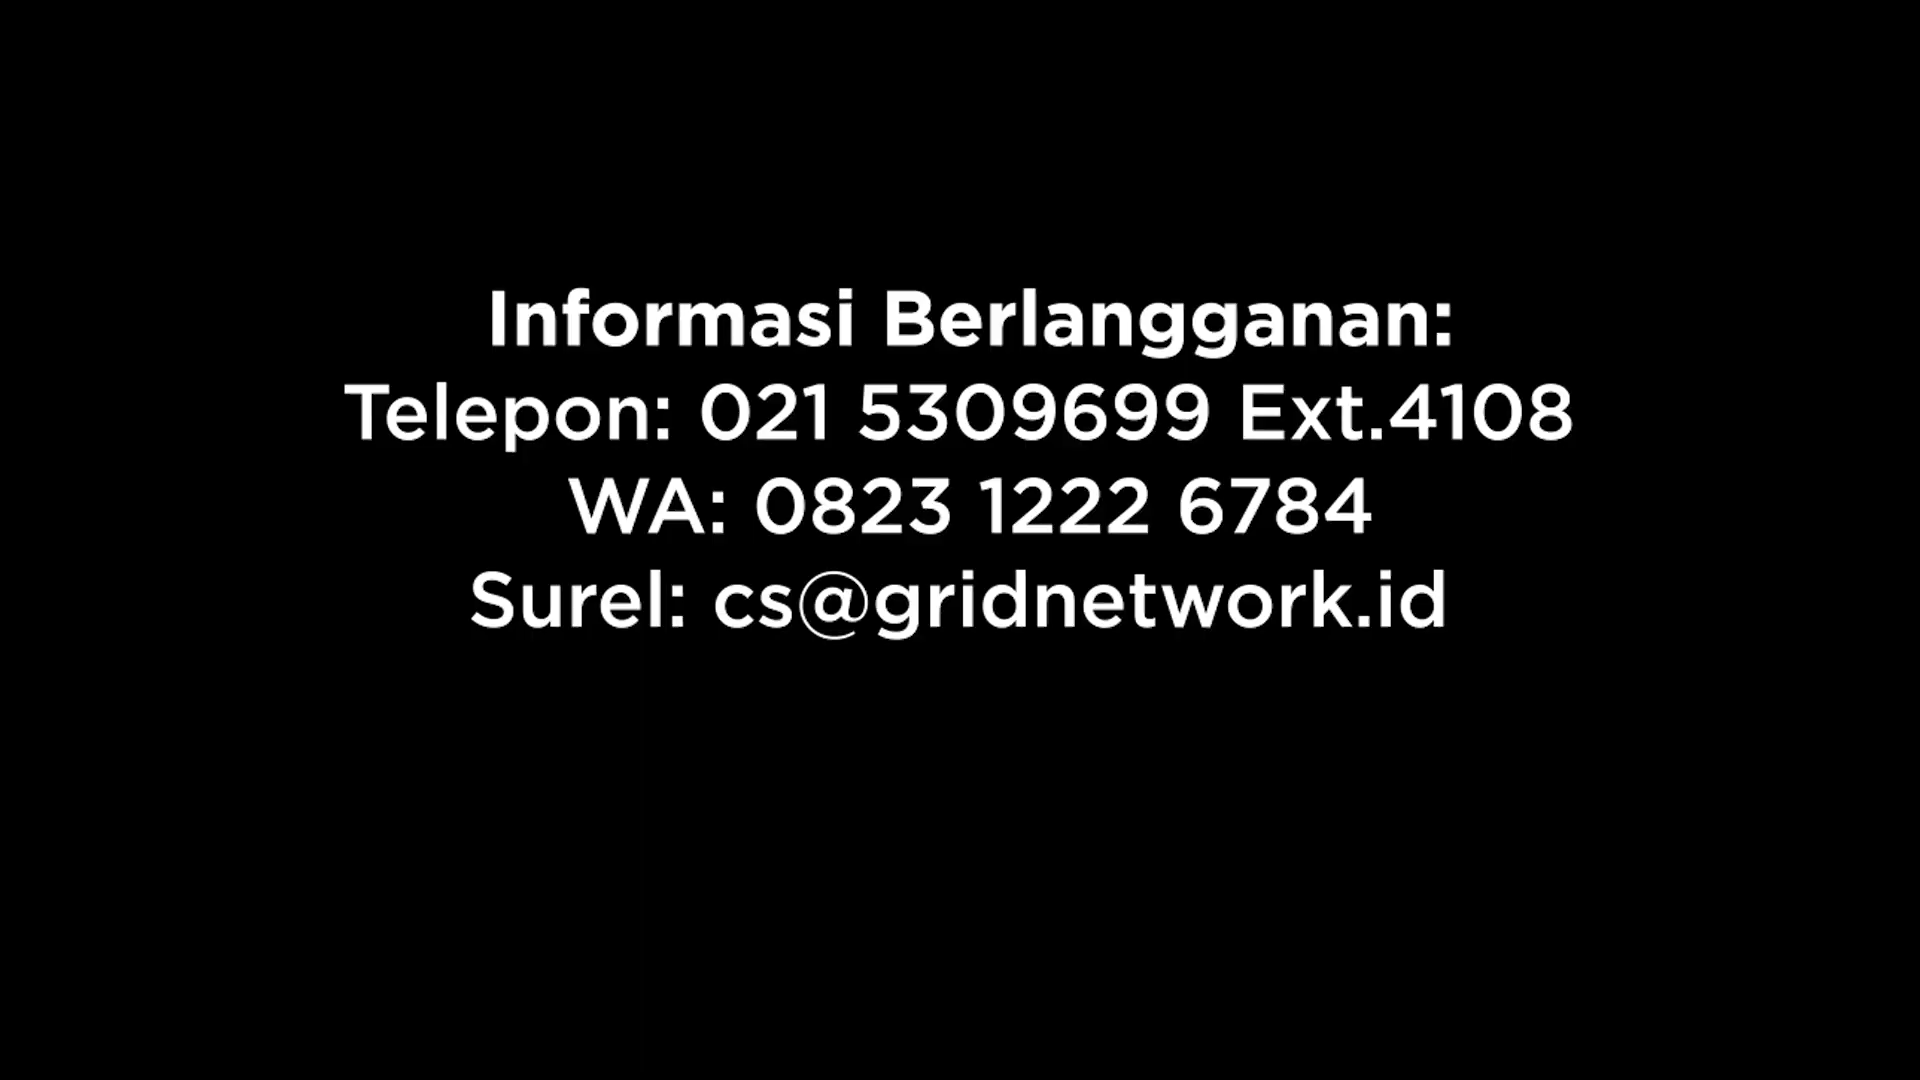 Informasi Berlangganan:
Telepon: 021 5309699 Ext.4108
WA: 0823 1222 6784
Surel: cs@gridnetwork.id